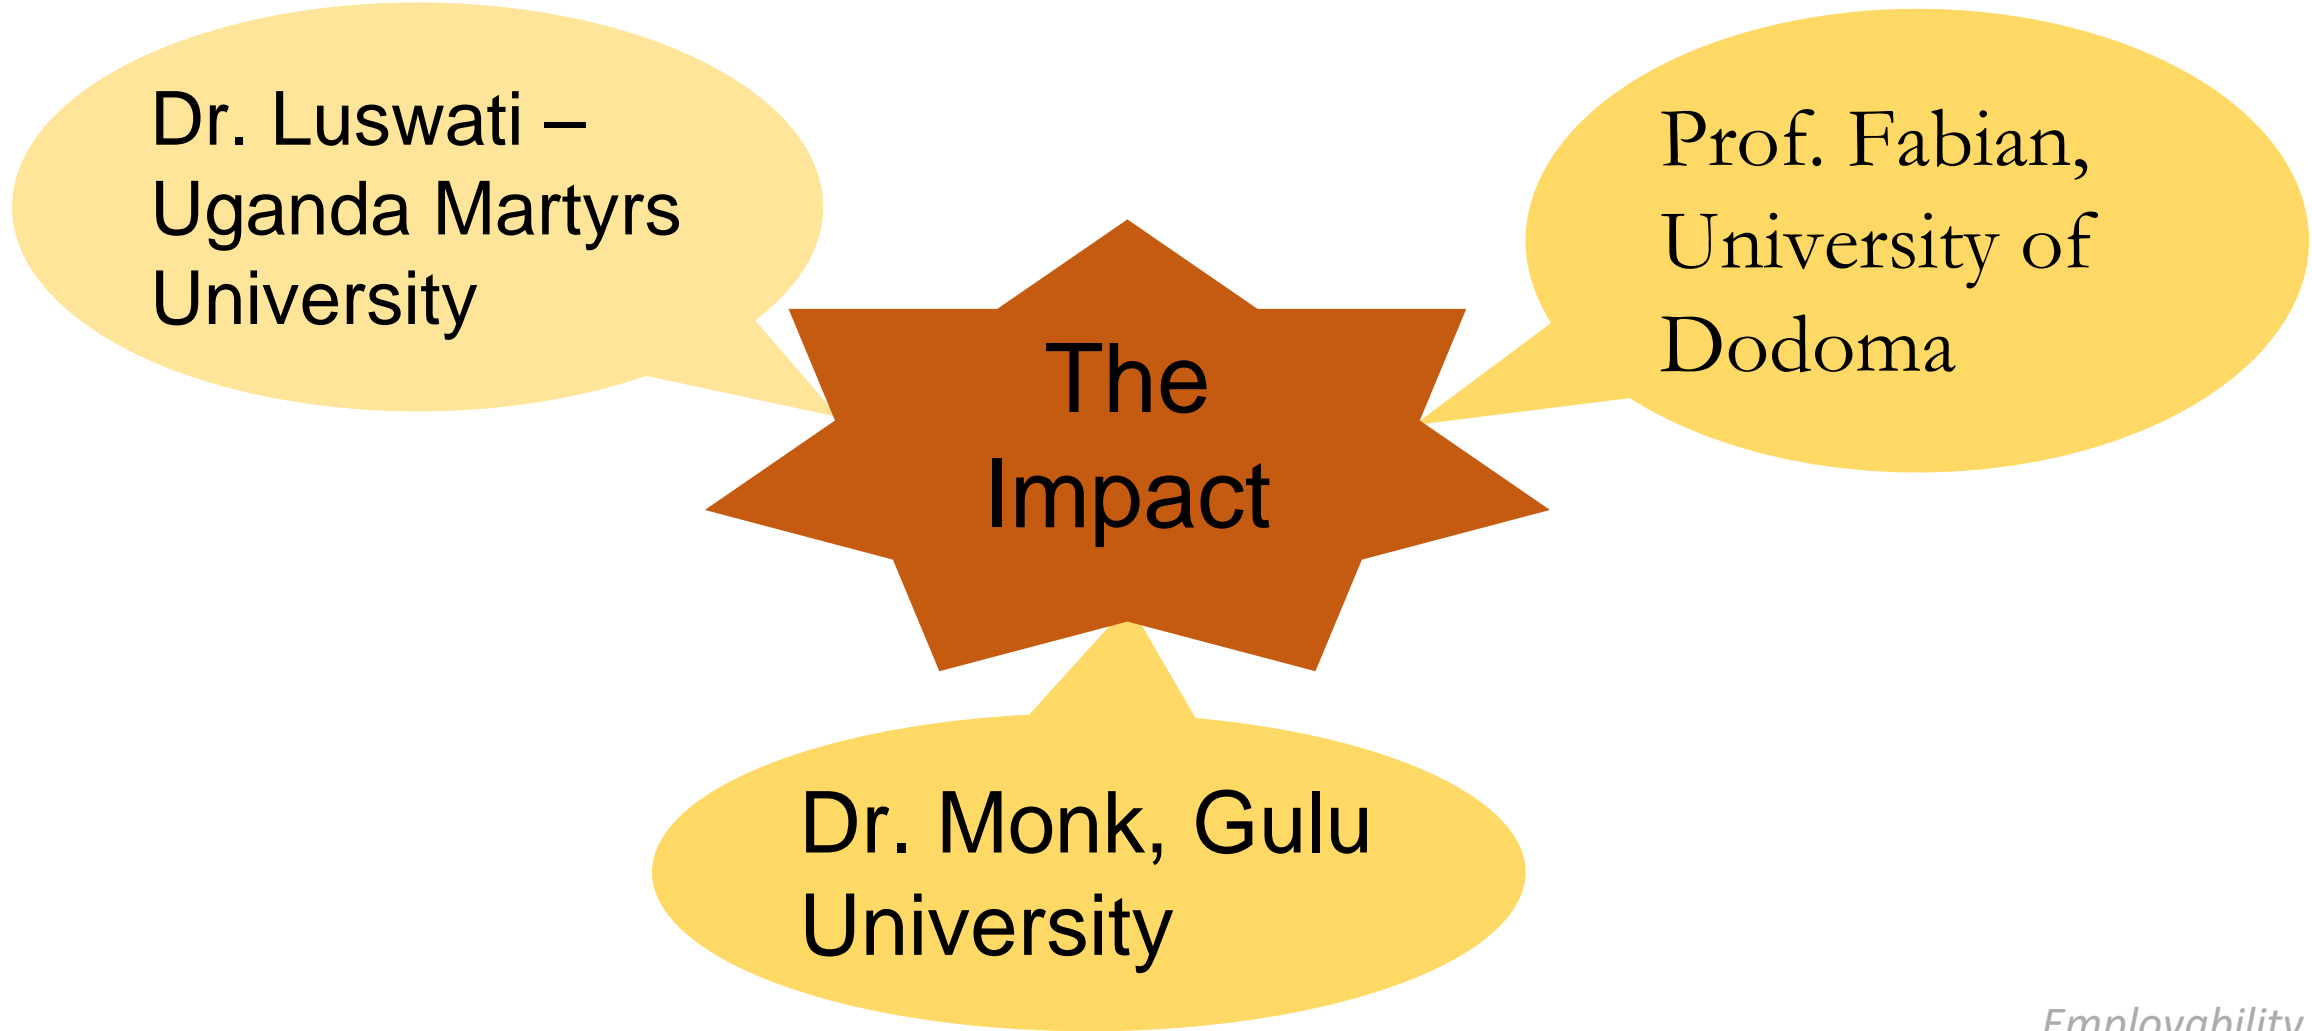 Dr. Luswati –
Uganda Martyrs
University
Prof. Fabian,
University of
Dodoma
The
Impact
Dr. Monk, Gulu
University
Employability